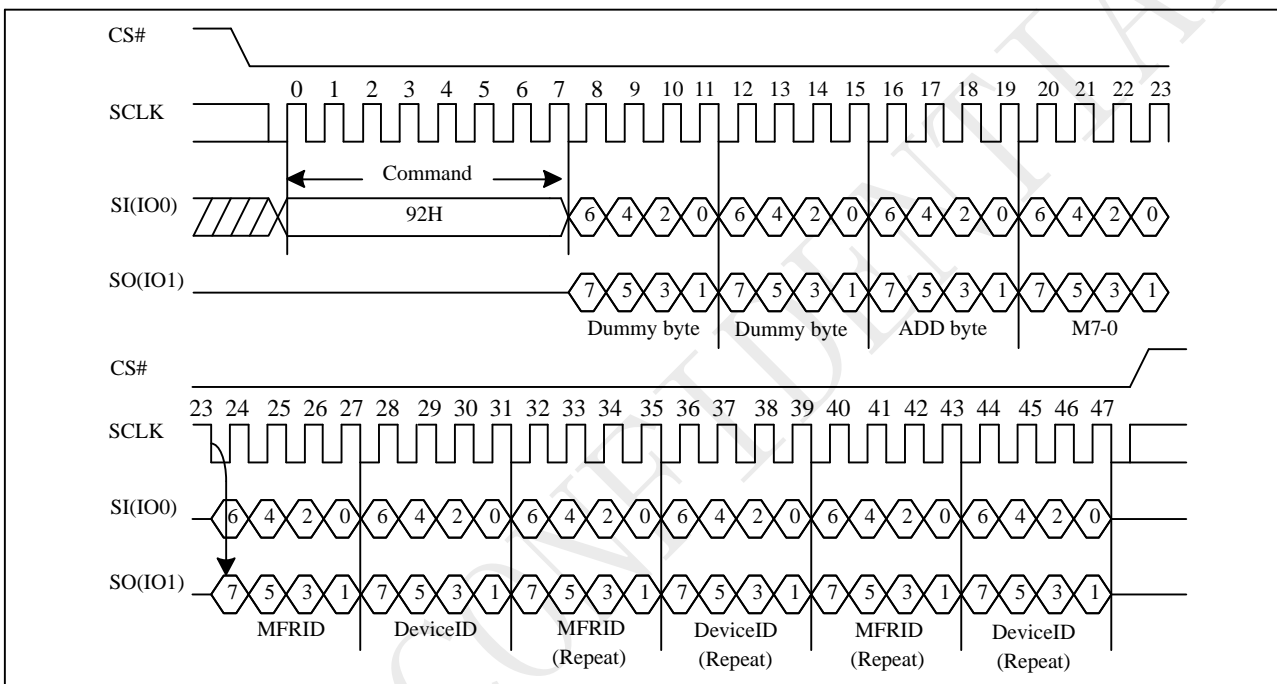 CS#
0 1 2 3 4 5 6 7 8 9 10 11 12 13 14 15 16 17 18 19 20 21 22 23
SCLK
Command
SI(IO0) 92H 6 4 2 0 6 4 2 0 6 4 2 0 6 4 2 0
SO(IO1) 7 5 3 1 7 5 3 1 7 5 3 1 7 5 3 1
Dummy byte Dummy byte ADD byte M7-0
CS#
23 24 25 26 27 28 29 30 31 32 33 34 35 36 37 38 39 40 41 42 43 44 45 46 47
SCLK
SI(IO0) 6 4 2 0 6 4 2 0 6 4 2 0 6 4 2 0 6 4 2 0 6 4 2 0
SO(IO1) 7 5 3 1 7 5 3 1 7 5 3 1 7 5 3 1 7 5 3 1 7 5 3 1
MFRID DeviceID MFRID DeviceID MFRID DeviceID
(Repeat) (Repeat) (Repeat) (Repeat)
CONFIDENTIA